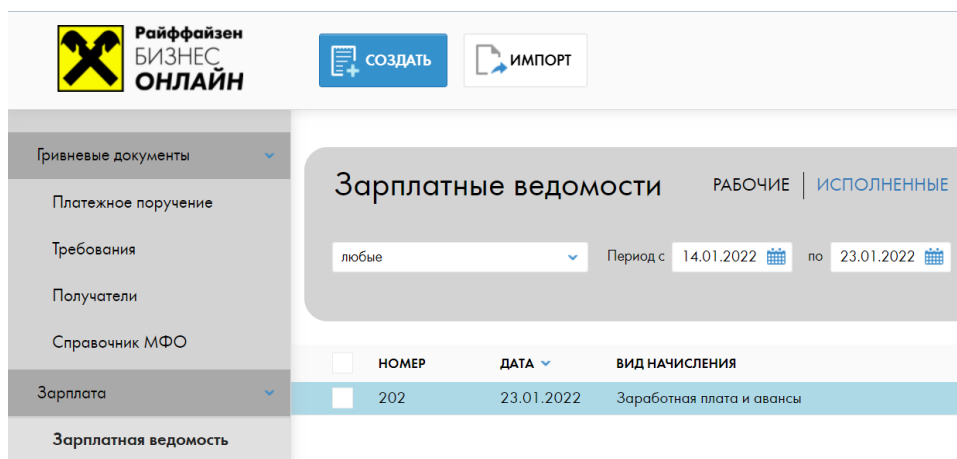 Райффайзен
БИЗНЕС
ОНЛАЙН
СОЗДАТЬ
ИМПОРТ
Гривневые документы
Платежное поручение
Требования
Получатели
Справочник МФО
Зарплата
Зарплатная ведомость
Зарплатные ведомости РАБОЧИЕ | ИСПОЛНЕННЫЕ
любые Период с 14.01.2022 по 23.01.2022
НОМЕР ДАТА ВИД НАЧИСЛЕНИЯ
202 23.01.2022 Заработная плата и авансы